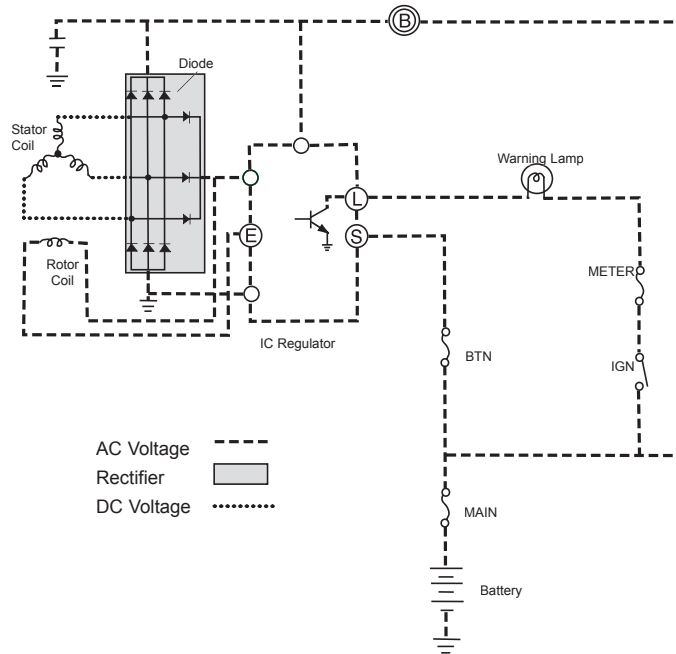 B
Diode
Stator
Coil
Warning Lamp
L
E
S
METER
Rotor
Coil
IC Regulator
BTN
IGN
AC Voltage
Rectifier
DC Voltage
MAIN
Battery